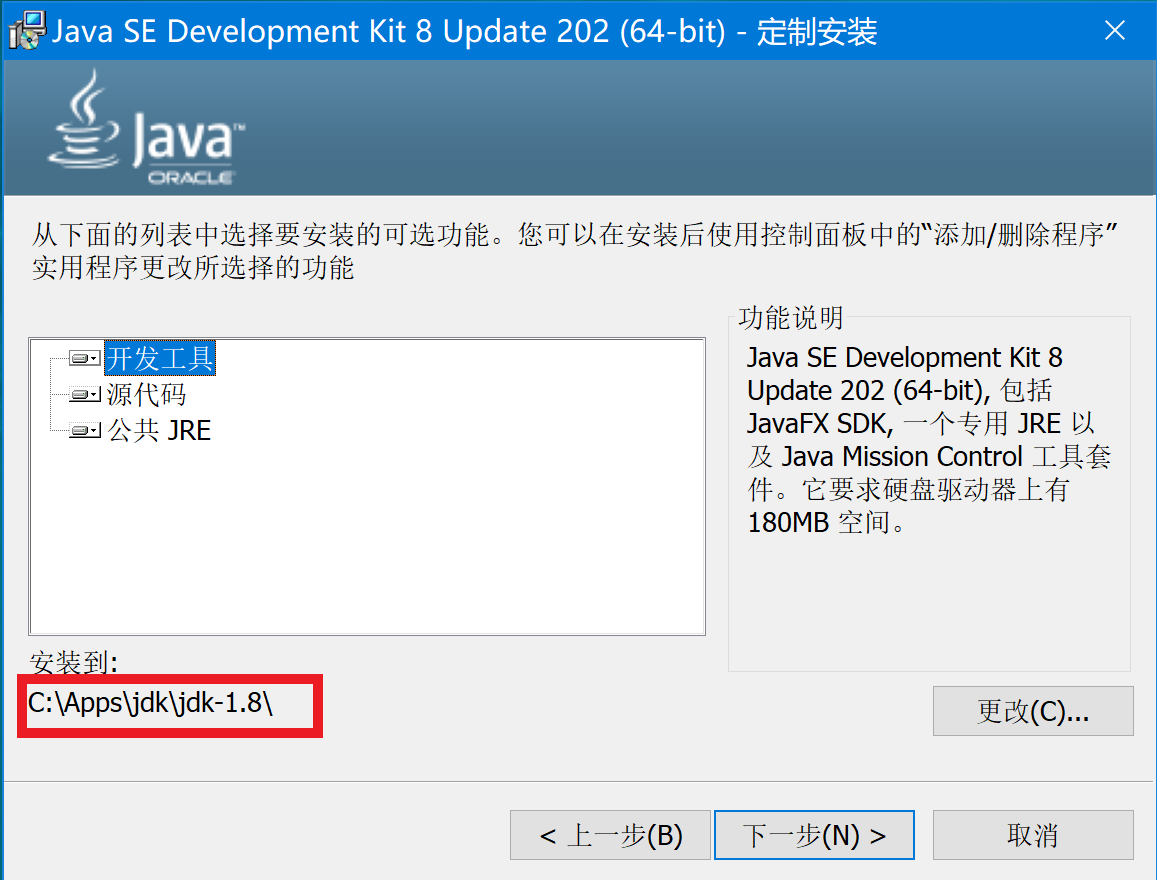 Java SE Development Kit 8 Update 202 (64-bit) - 定制安装
Java™
ORACLE
从下面的列表中选择要安装的可选功能。您可以在安装后使用控制面板中的“添加/删除程序”
实用程序更改所选择的功能
开发工具
源代码
公共 JRE
功能说明
Java SE Development Kit 8
Update 202 (64-bit), 包括
JavaFX SDK, 一个专用 JRE 以
及 Java Mission Control 工具套
件。它要求硬盘驱动器上有
180MB 空间。
安装到:
C:\Apps\jdk\jdk-1.8\
更改(C)...
< 上一步(B)
下一步(N) >
取消